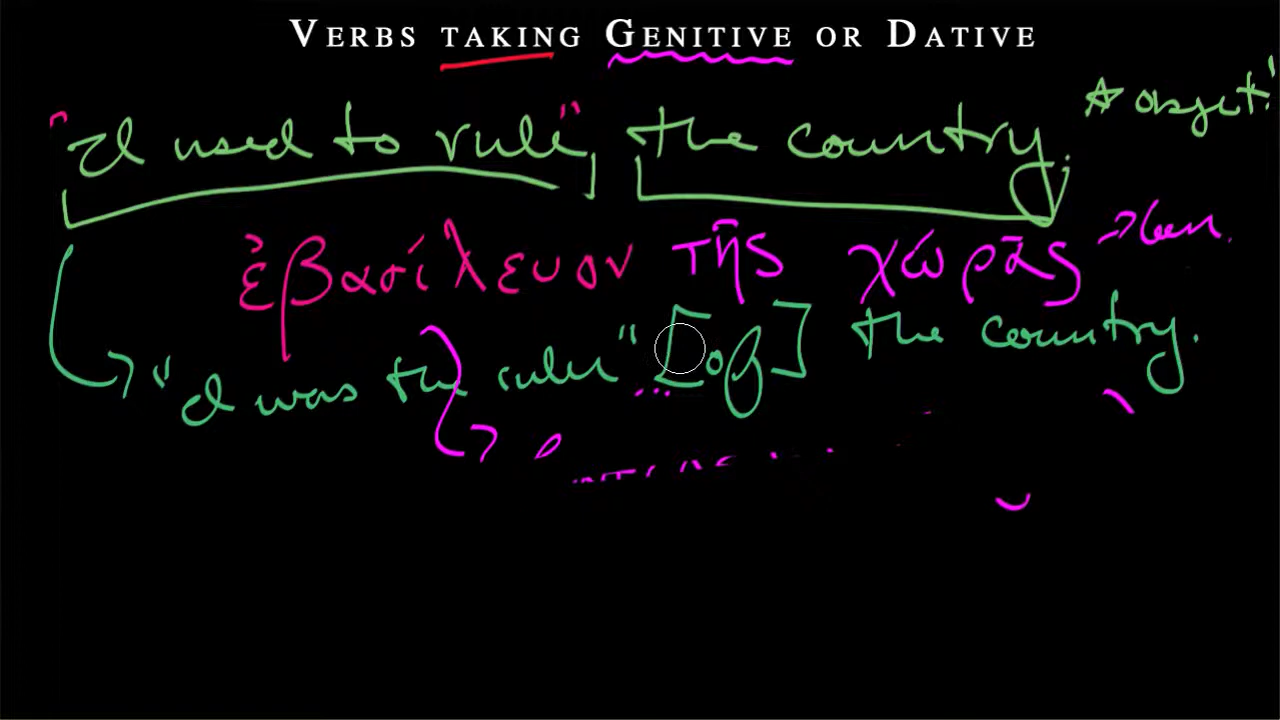 VERBS TAKING GENITIVE OR DATIVE
* object!
"I used to rule" the country.
ἐβασίλευον τῆς χώρᾱς → Gen.
"I was the ruler" [of] the country.